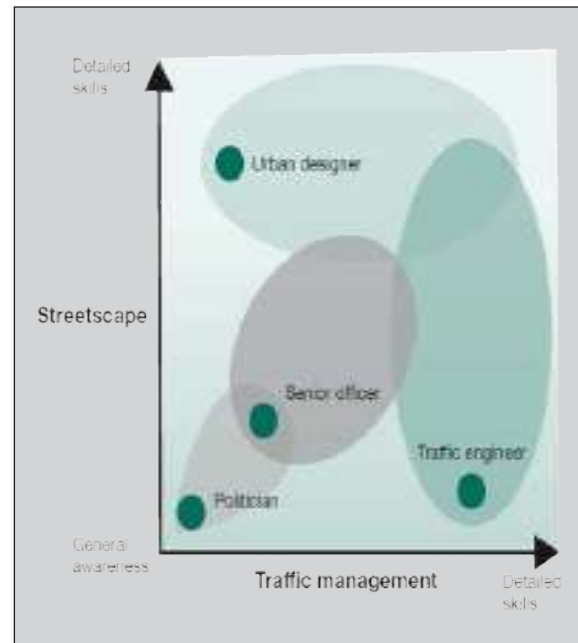 Detailed
skills
Urban designer
Streetscape
Senior officer
Traffic engineer
Politician
General
awareness
Traffic management
Detailed
skills